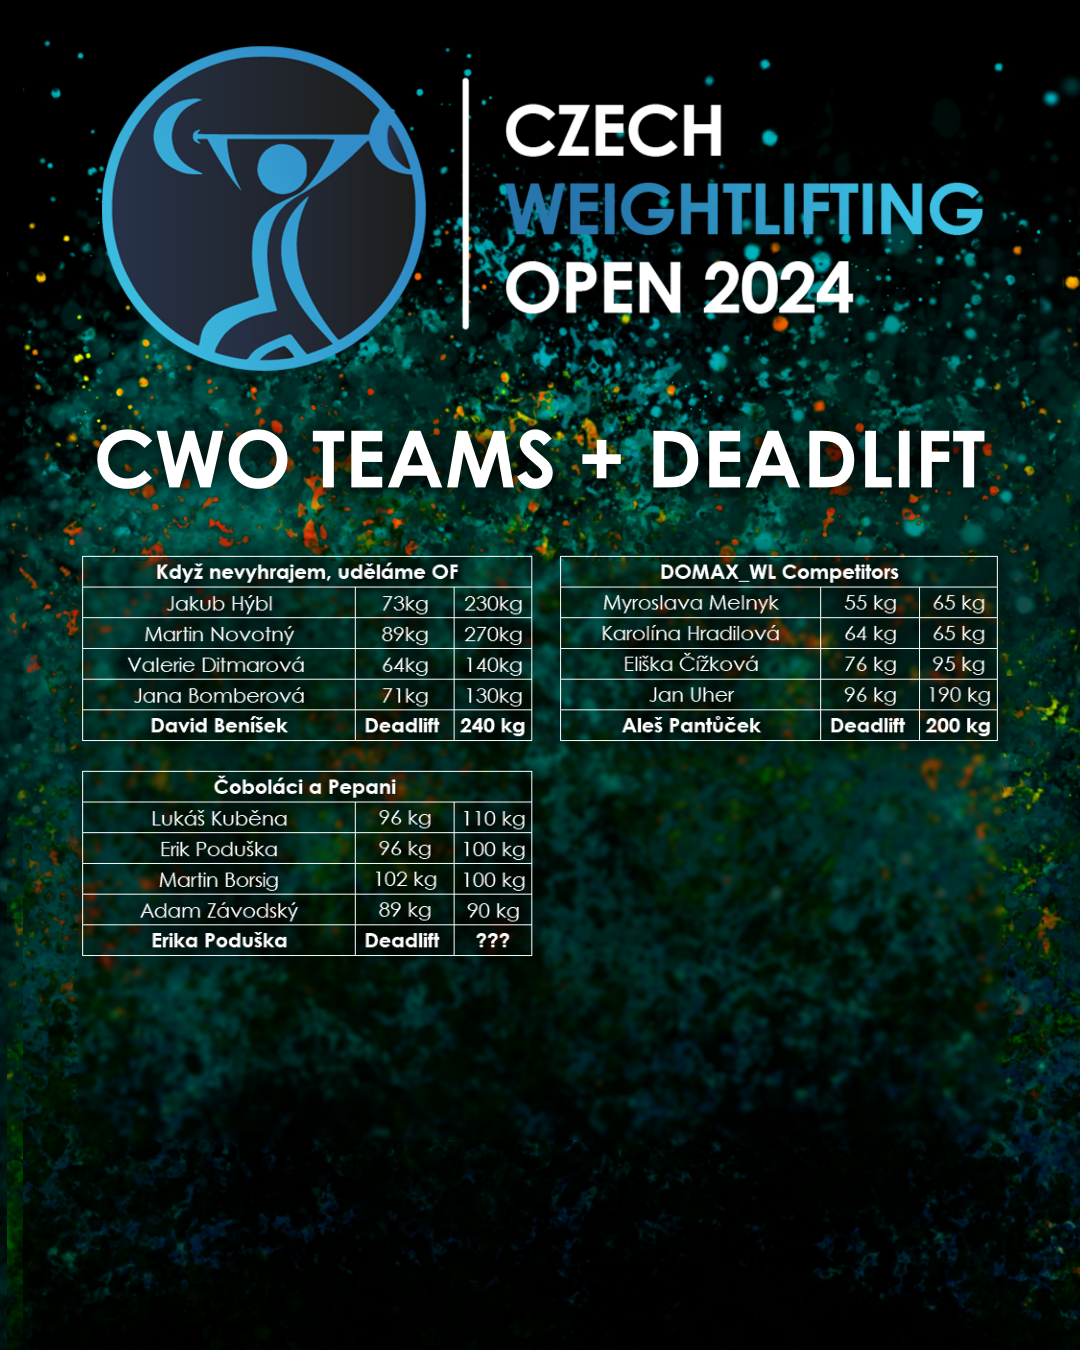 CZECH
WEIGHTLIFTING
OPEN 2024
CWO TEAMS + DEADLIFT
Když nevyhrajem, uděláme OF
Jakub Hýbl 73kg 230kg
Martin Novotný 89kg 270kg
Valerie Ditmarová 64kg 140kg
Jana Bomberová 71kg 130kg
David Beníšek Deadlift 240 kg
DOMAX_WL Competitors
Myroslava Melnyk 55 kg 65 kg
Karolína Hradilová 64 kg 65 kg
Eliška Čížková 76 kg 95 kg
Jan Uher 96 kg 190 kg
Aleš Pantůček Deadlift 200 kg
Čoboláci a Pepani
Lukáš Kuběna 96 kg 110 kg
Erik Poduška 96 kg 100 kg
Martin Borsig 102 kg 100 kg
Adam Závodský 89 kg 90 kg
Erika Poduška Deadlift ???